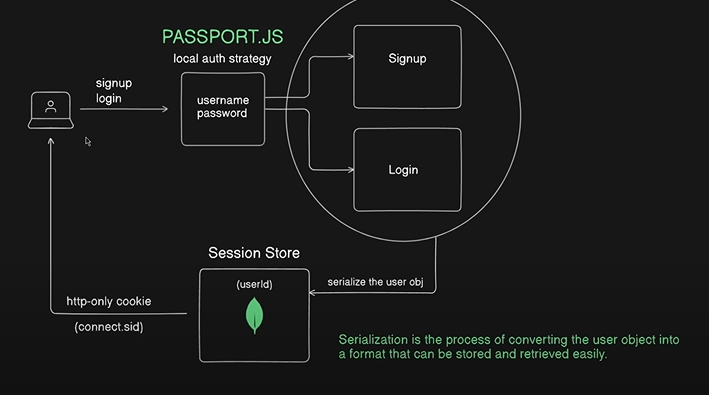 PASSPORT.JS
local auth strategy
signup
login
username
password
Signup
Login
Session Store
(userId)
serialize the user obj
http-only cookie
(connect.sid)
Serialization is the process of converting the user object into
a format that can be stored and retrieved easily.